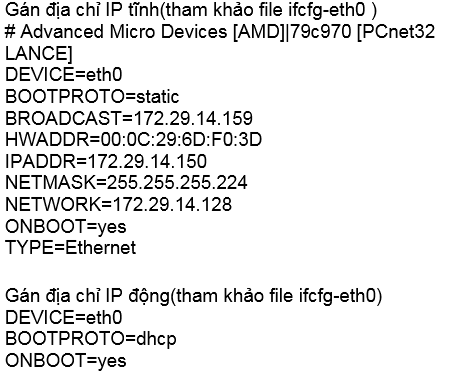 Gán địa chỉ IP tĩnh(tham khảo file ifcfg-eth0 )
# Advanced Micro Devices [AMD]|79c970 [PCnet32
LANCE]
DEVICE=eth0
BOOTPROTO=static
BROADCAST=172.29.14.159
HWADDR=00:0C:29:6D:F0:3D
IPADDR=172.29.14.150
NETMASK=255.255.255.224
NETWORK=172.29.14.128
ONBOOT=yes
TYPE=Ethernet
Gán địa chỉ IP động(tham khảo file ifcfg-eth0)
DEVICE=eth0
BOOTPROTO=dhcp
ONBOOT=yes